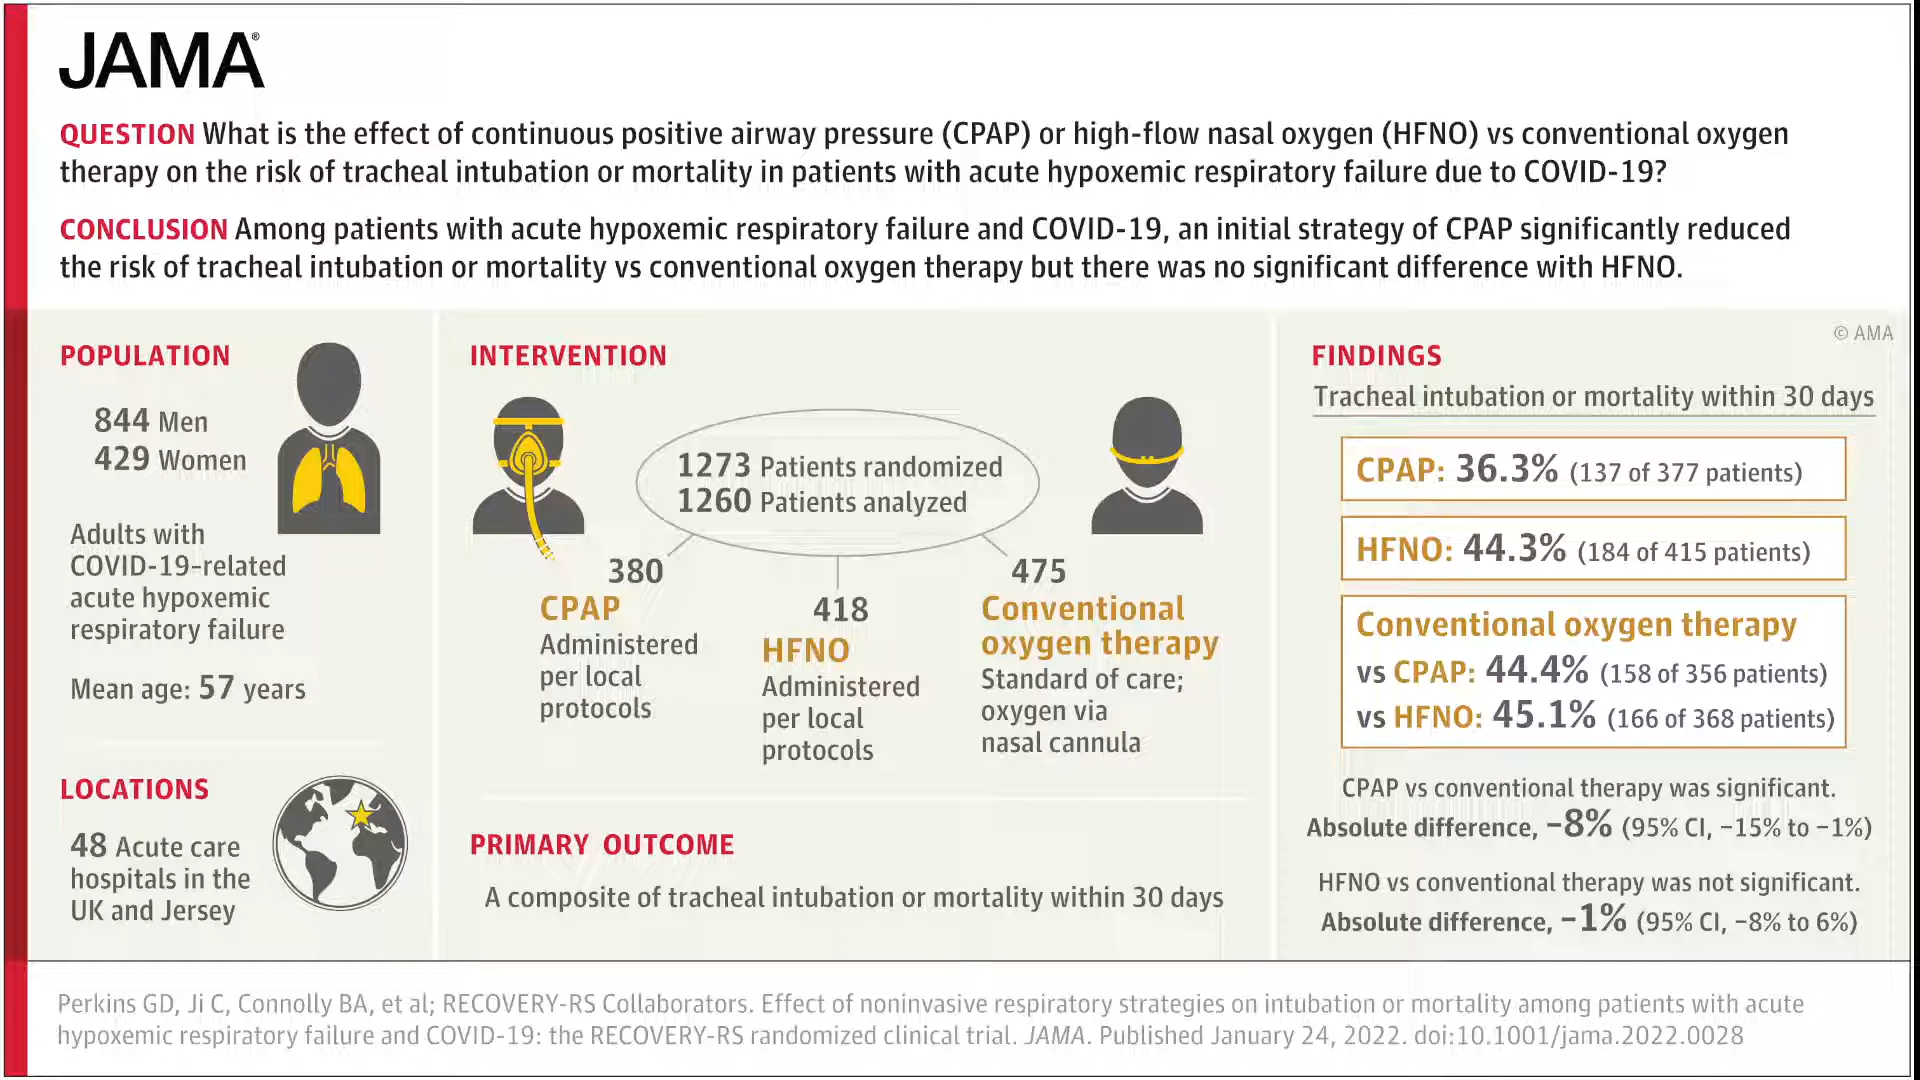 JAMA®
QUESTION What is the effect of continuous positive airway pressure (CPAP) or high-flow nasal oxygen (HFNO) vs conventional oxygen
therapy on the risk of tracheal intubation or mortality in patients with acute hypoxemic respiratory failure due to COVID-19?
CONCLUSION Among patients with acute hypoxemic respiratory failure and COVID-19, an initial strategy of CPAP significantly reduced
the risk of tracheal intubation or mortality vs conventional oxygen therapy but there was no significant difference with HFNO.
© AMA
POPULATION
844 Men
429 Women
Adults with
COVID-19–related
acute hypoxemic
respiratory failure
Mean age: 57 years
LOCATIONS
48 Acute care
hospitals in the
UK and Jersey
INTERVENTION
1273 Patients randomized
1260 Patients analyzed
380
CPAP
Administered
per local
protocols
418
HFNO
Administered
per local
protocols
475
Conventional
oxygen therapy
Standard of care;
oxygen via
nasal cannula
PRIMARY OUTCOME
A composite of tracheal intubation or mortality within 30 days
FINDINGS
Tracheal intubation or mortality within 30 days
CPAP: 36.3% (137 of 377 patients)
HFNO: 44.3% (184 of 415 patients)
Conventional oxygen therapy
vs CPAP: 44.4% (158 of 356 patients)
vs HFNO: 45.1% (166 of 368 patients)
CPAP vs conventional therapy was significant.
Absolute difference, −8% (95% CI, −15% to −1%)
HFNO vs conventional therapy was not significant.
Absolute difference, −1% (95% CI, −8% to 6%)
Perkins GD, Ji C, Connolly BA, et al; RECOVERY-RS Collaborators. Effect of noninvasive respiratory strategies on intubation or mortality among patients with acute
hypoxemic respiratory failure and COVID-19: the RECOVERY-RS randomized clinical trial. JAMA. Published January 24, 2022. doi:10.1001/jama.2022.0028